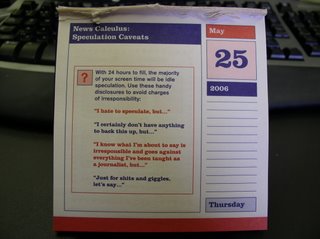 News Calculus:
Speculation Caveats
?
With 24 hours to fill, the majority
of your screen time will be idle
speculation. Use these handy
disclosures to avoid charges
of irresponsibility:
"I hate to speculate, but..."
"I certainly don't have anything
to back this up, but..."
"I know what I'm about to say is
irresponsible and goes against
everything I've been taught as
a journalist, but..."
"Just for shits and giggles,
let's say..."
May
25
2006
Thursday